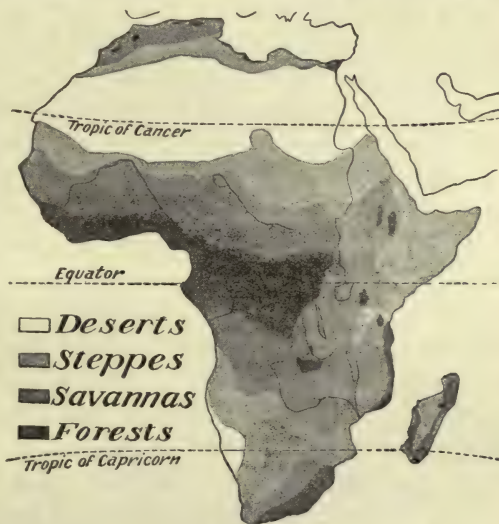 Tropic of Cancer
Equator
Deserts
Steppes
Savannas
Forests
Tropic of Capricorn